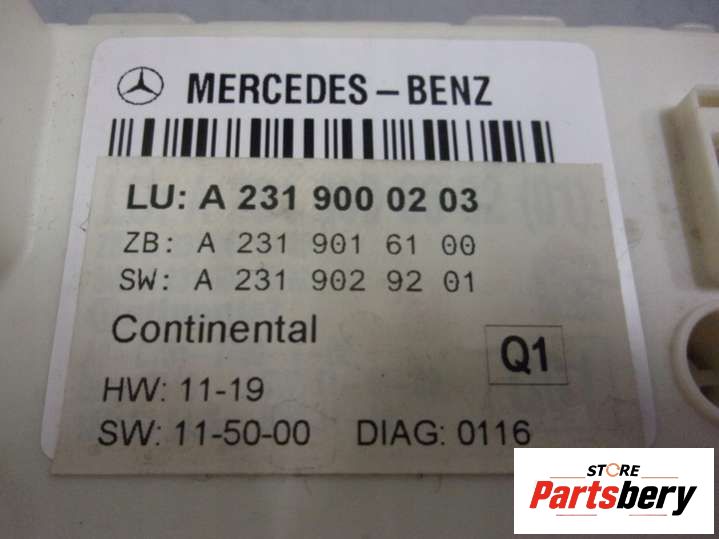 MERCEDES-BENZ
LU: A 231 900 02 03
ZB: A 231 901 61 00
SW: A 231 902 92 01
Continental
Q1
HW: 11-19
SW: 11-50-00 DIAG: 0116
STORE
Partsbery